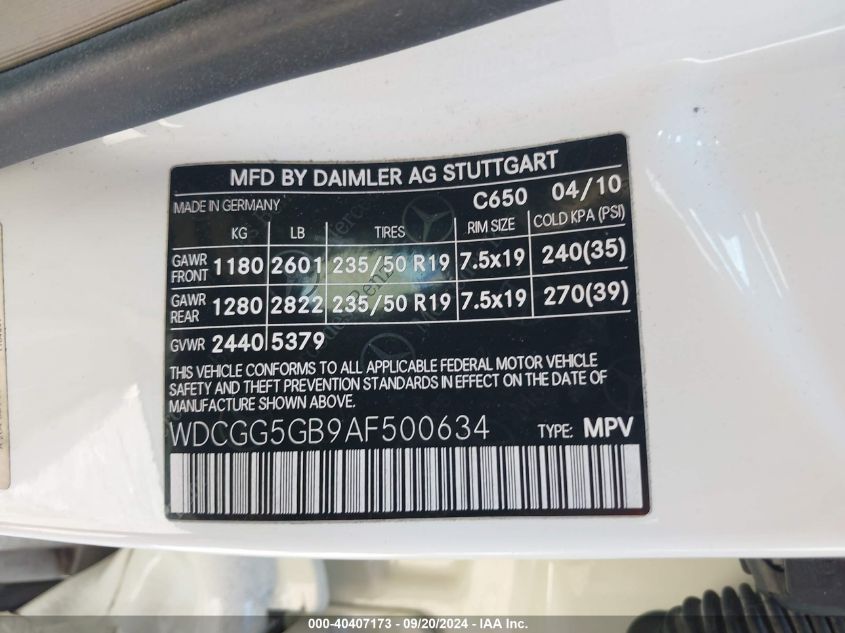 MFD BY DAIMLER AG STUTTGART
MADE IN GERMANY C650 04/10
KG LB TIRES RIM SIZE COLD KPA (PSI)
GAWR FRONT 1180 2601 235/50 R19 7.5x19 240(35)
GAWR REAR 1280 2822 235/50 R19 7.5x19 270(39)
GVWR 2440 5379
THIS VEHICLE CONFORMS TO ALL APPLICABLE FEDERAL MOTOR VEHICLE
SAFETY AND THEFT PREVENTION STANDARDS IN EFFECT ON THE DATE OF
MANUFACTURE SHOWN ABOVE.
WDCGG5GB9AF500634 TYPE: MPV
000-40407173 - 09/20/2024 - IAA Inc.